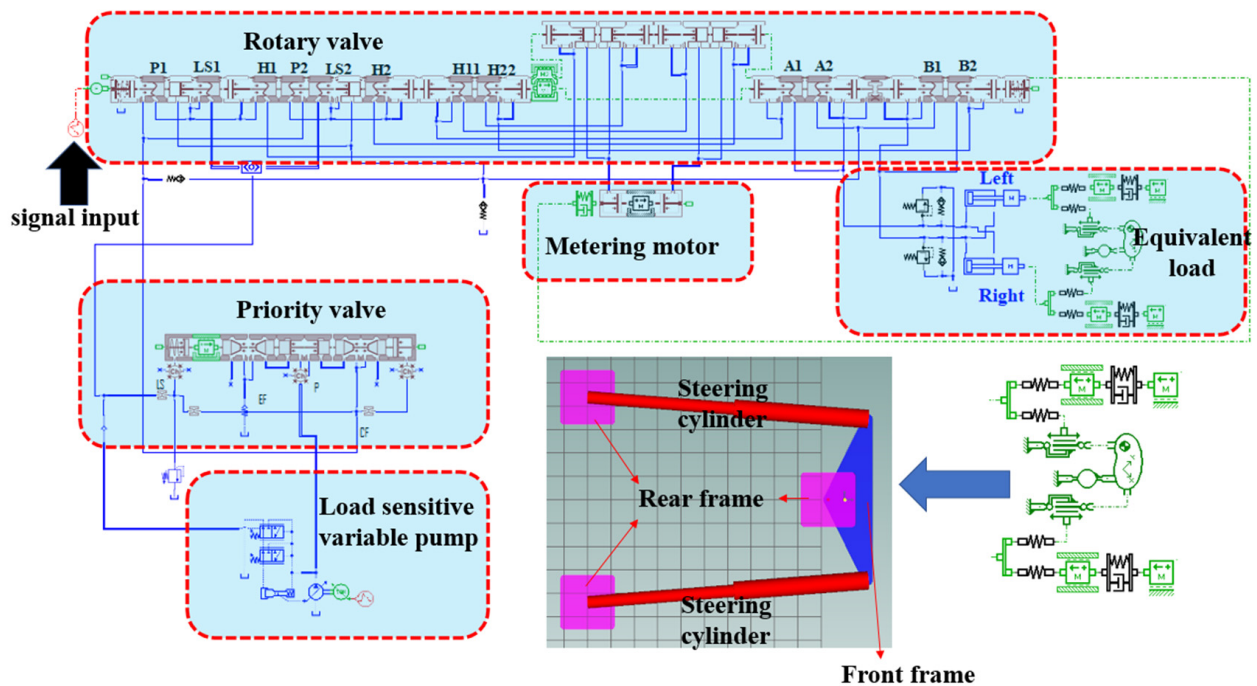 Rotary valve
P1 LS1 H1 P2 LS2 H2 H11 H22
A1 A2 B1 B2
signal input
Metering motor
Left
Right
Equivalent
load
Priority valve
LS
EF
P
CF
Load sensitive
variable pump
Steering
cylinder
Rear frame
Steering
cylinder
Front frame
M
M
M
M